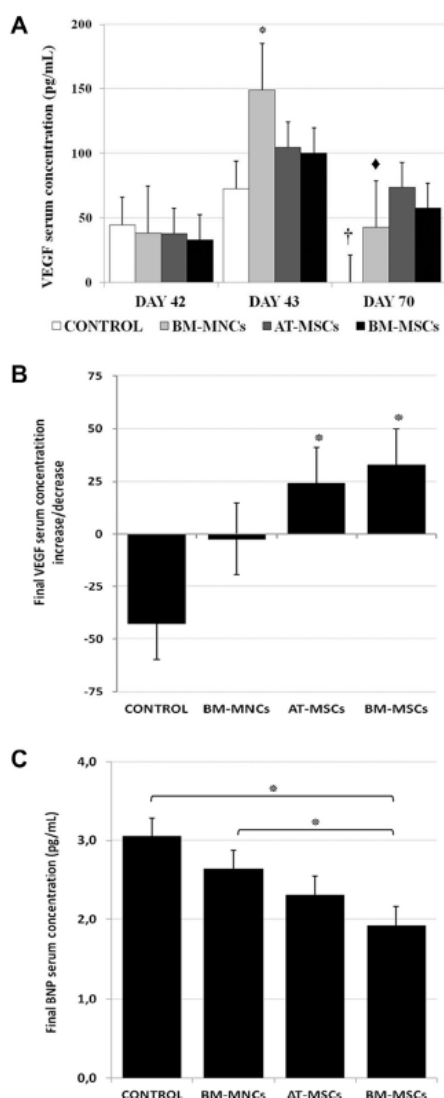 A
VEGF serum concentration (pg/mL)
200
150
100
50
0
*
†
♦
DAY 42 DAY 43 DAY 70
CONTROL BM-MNCs AT-MSCs BM-MSCs
B
Final VEGF serum concentratition
increase/decrease
75
50
25
0
-25
-50
-75
*
*
CONTROL BM-MNCs AT-MSCs BM-MSCs
C
Final BNP serum concentration (pg/mL)
4,0
3,0
2,0
1,0
0,0
*
*
CONTROL BM-MNCs AT-MSCs BM-MSCs